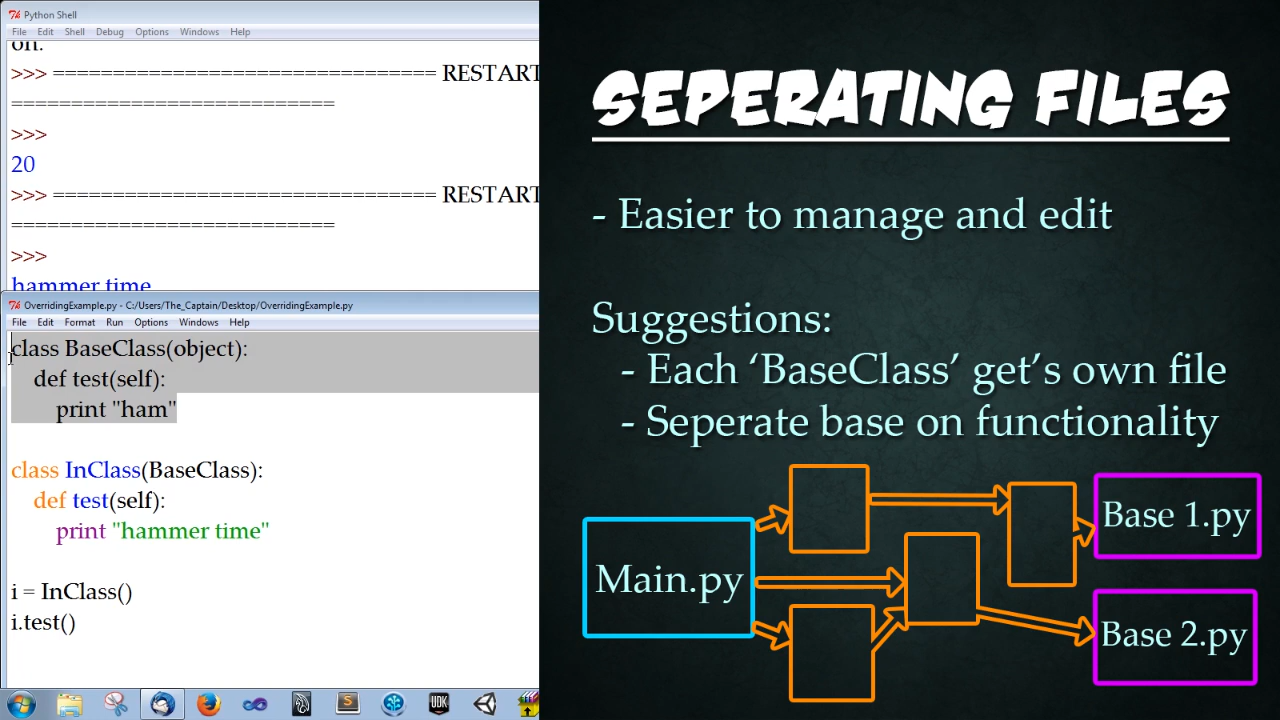 Python Shell
File Edit Shell Debug Options Windows Help
on.
>>> ================================ RESTART
===========================
>>>
20
>>> ================================ RESTART
===========================
>>>
hammer time
OverridingExample.py - C:/Users/The_Captain/Desktop/OverridingExample.py
File Edit Format Run Options Windows Help
class BaseClass(object):
def test(self):
print "ham"
class InClass(BaseClass):
def test(self):
print "hammer time"
i = InClass()
i.test()
UDK
SEPERATING FILES
- Easier to manage and edit
Suggestions:
- Each ‘BaseClass’ get’s own file
- Seperate base on functionality
Main.py
Base 1.py
Base 2.py